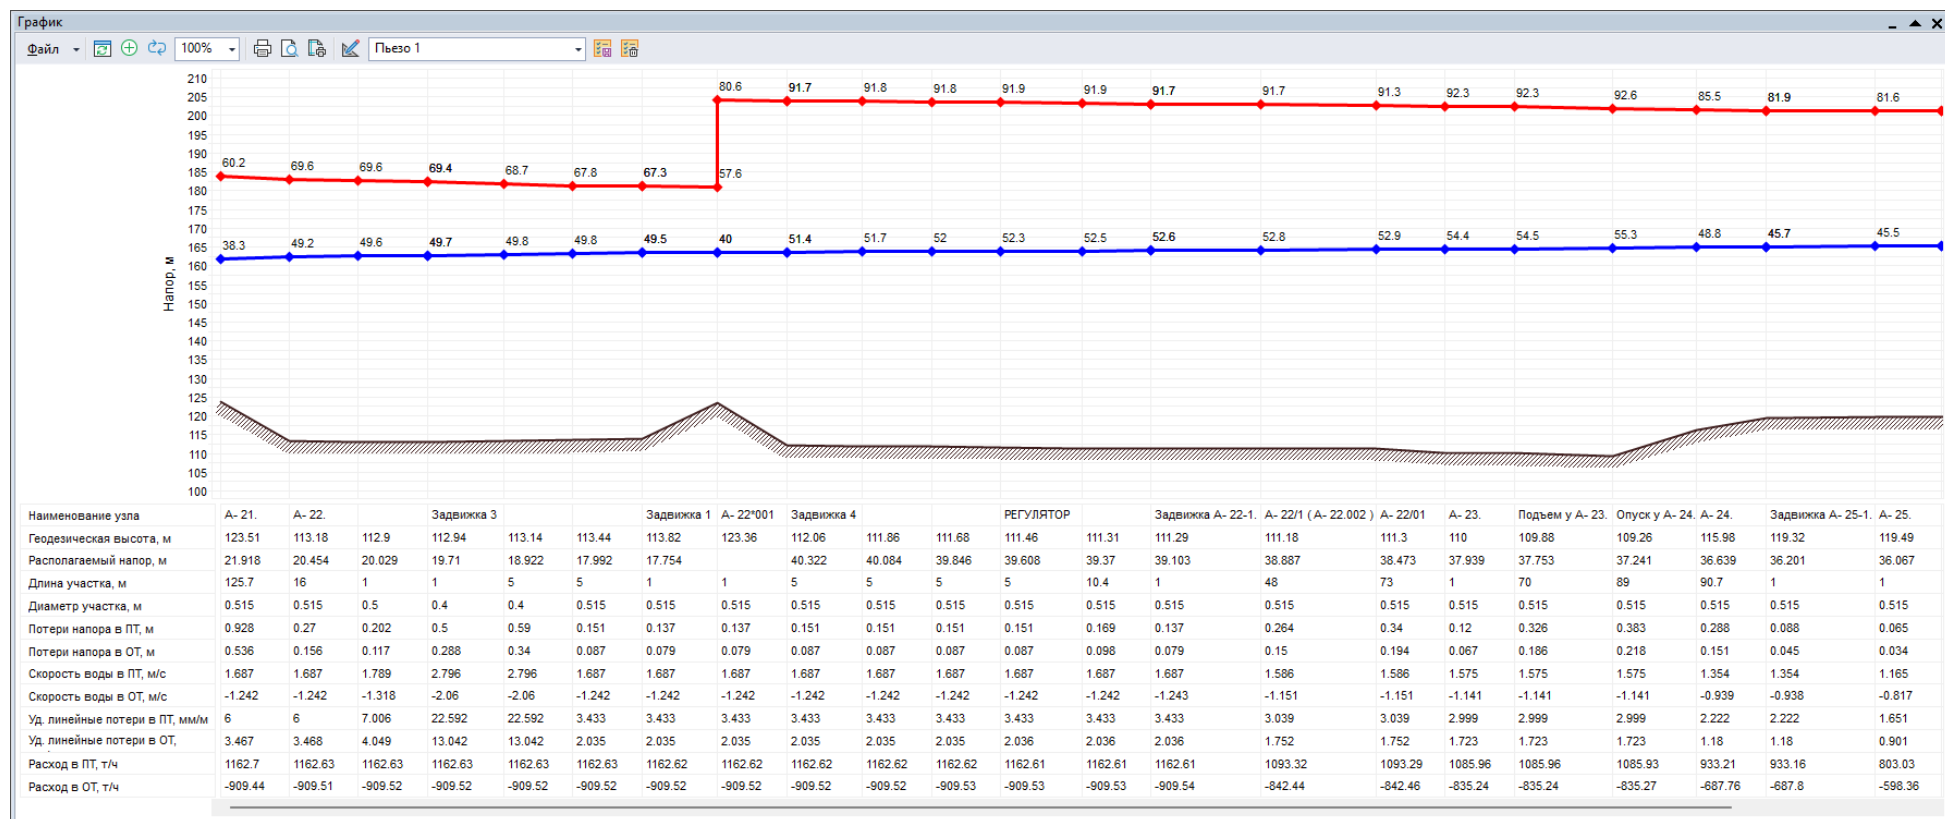 График
Файл 100% Пьезо 1
210
205
200
195
190
185
180
175
170
165
160
155
150
145
140
135
130
125
120
115
110
105
100
Напор, м
80.6 91.7 91.8 91.8 91.9 91.9 91.7 91.7 91.3 92.3 92.3 92.6 85.5 81.9 81.6
60.2 69.6 69.6 69.4 68.7 67.8 67.3 57.6
38.3 49.2 49.6 49.7 49.8 49.8 49.5 40 51.4 51.7 52 52.3 52.5 52.6 52.8 52.9 54.4 54.5 55.3 48.8 45.7 45.5
Наименование узла А- 21. А- 22. Задвижка 3 Задвижка 1 А- 22*001 Задвижка 4 РЕГУЛЯТОР Задвижка А- 22-1. А- 22/1 ( А- 22.002 ) А- 22/01 А- 23. Подъем у А- 23. Опуск у А- 24. А- 24. Задвижка А- 25-1. А- 25.
Геодезическая высота, м 123.51 113.18 112.9 112.94 113.14 113.44 113.82 123.36 112.06 111.86 111.68 111.46 111.31 111.29 111.18 111.3 110 109.88 109.26 115.98 119.32 119.49
Располагаемый напор, м 21.918 20.454 20.029 19.71 18.922 17.992 17.754 40.322 40.084 39.846 39.608 39.37 39.103 38.887 38.473 37.939 37.753 37.241 36.639 36.201 36.067
Длина участка, м 125.7 16 1 1 5 5 1 1 5 5 5 5 10.4 1 48 73 1 70 89 90.7 1 1
Диаметр участка, м 0.515 0.515 0.5 0.4 0.4 0.515 0.515 0.515 0.515 0.515 0.515 0.515 0.515 0.515 0.515 0.515 0.515 0.515 0.515 0.515 0.515 0.515
Потери напора в ПТ, м 0.928 0.27 0.202 0.5 0.59 0.151 0.137 0.137 0.151 0.151 0.151 0.151 0.169 0.137 0.264 0.34 0.12 0.326 0.383 0.288 0.088 0.065
Потери напора в ОТ, м 0.536 0.156 0.117 0.288 0.34 0.087 0.079 0.079 0.087 0.087 0.087 0.087 0.098 0.079 0.15 0.194 0.067 0.186 0.218 0.151 0.045 0.034
Скорость воды в ПТ, м/с 1.687 1.687 1.789 2.796 2.796 1.687 1.687 1.687 1.687 1.687 1.687 1.687 1.687 1.687 1.586 1.586 1.575 1.575 1.575 1.354 1.354 1.165
Скорость воды в ОТ, м/с -1.242 -1.242 -1.318 -2.06 -2.06 -1.242 -1.242 -1.242 -1.242 -1.242 -1.242 -1.242 -1.242 -1.243 -1.151 -1.151 -1.141 -1.141 -1.141 -0.939 -0.938 -0.817
Уд. линейные потери в ПТ, мм/м 6 6 7.006 22.592 22.592 3.433 3.433 3.433 3.433 3.433 3.433 3.433 3.433 3.433 3.039 3.039 2.999 2.999 2.999 2.222 2.222 1.651
Уд. линейные потери в ОТ, 3.467 3.468 4.049 13.042 13.042 2.035 2.035 2.035 2.035 2.035 2.035 2.036 2.036 2.036 1.752 1.752 1.723 1.723 1.723 1.18 1.18 0.901
Расход в ПТ, т/ч 1162.7 1162.63 1162.63 1162.63 1162.63 1162.63 1162.62 1162.62 1162.62 1162.62 1162.62 1162.61 1162.61 1162.61 1093.32 1093.29 1085.96 1085.96 1085.93 933.21 933.16 803.03
Расход в ОТ, т/ч -909.44 -909.51 -909.52 -909.52 -909.52 -909.52 -909.52 -909.52 -909.52 -909.52 -909.53 -909.53 -909.53 -909.54 -842.44 -842.46 -835.24 -835.24 -835.27 -687.76 -687.8 -598.36